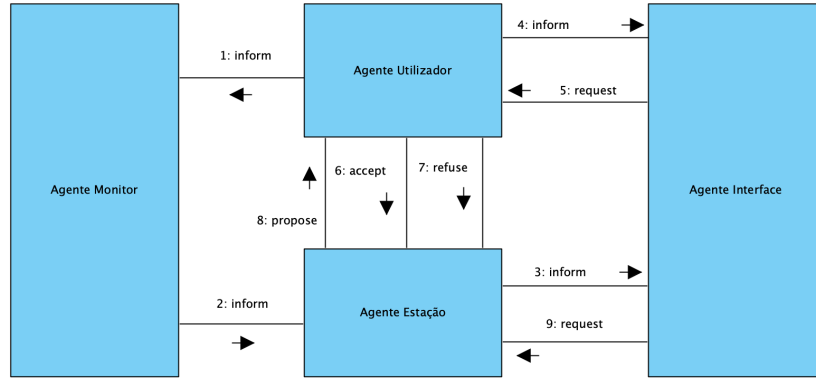 4: inform
1: inform
Agente Utilizador
5: request
6: accept
7: refuse
Agente Monitor
Agente Interface
8: propose
3: inform
2: inform
Agente Estação
9: request